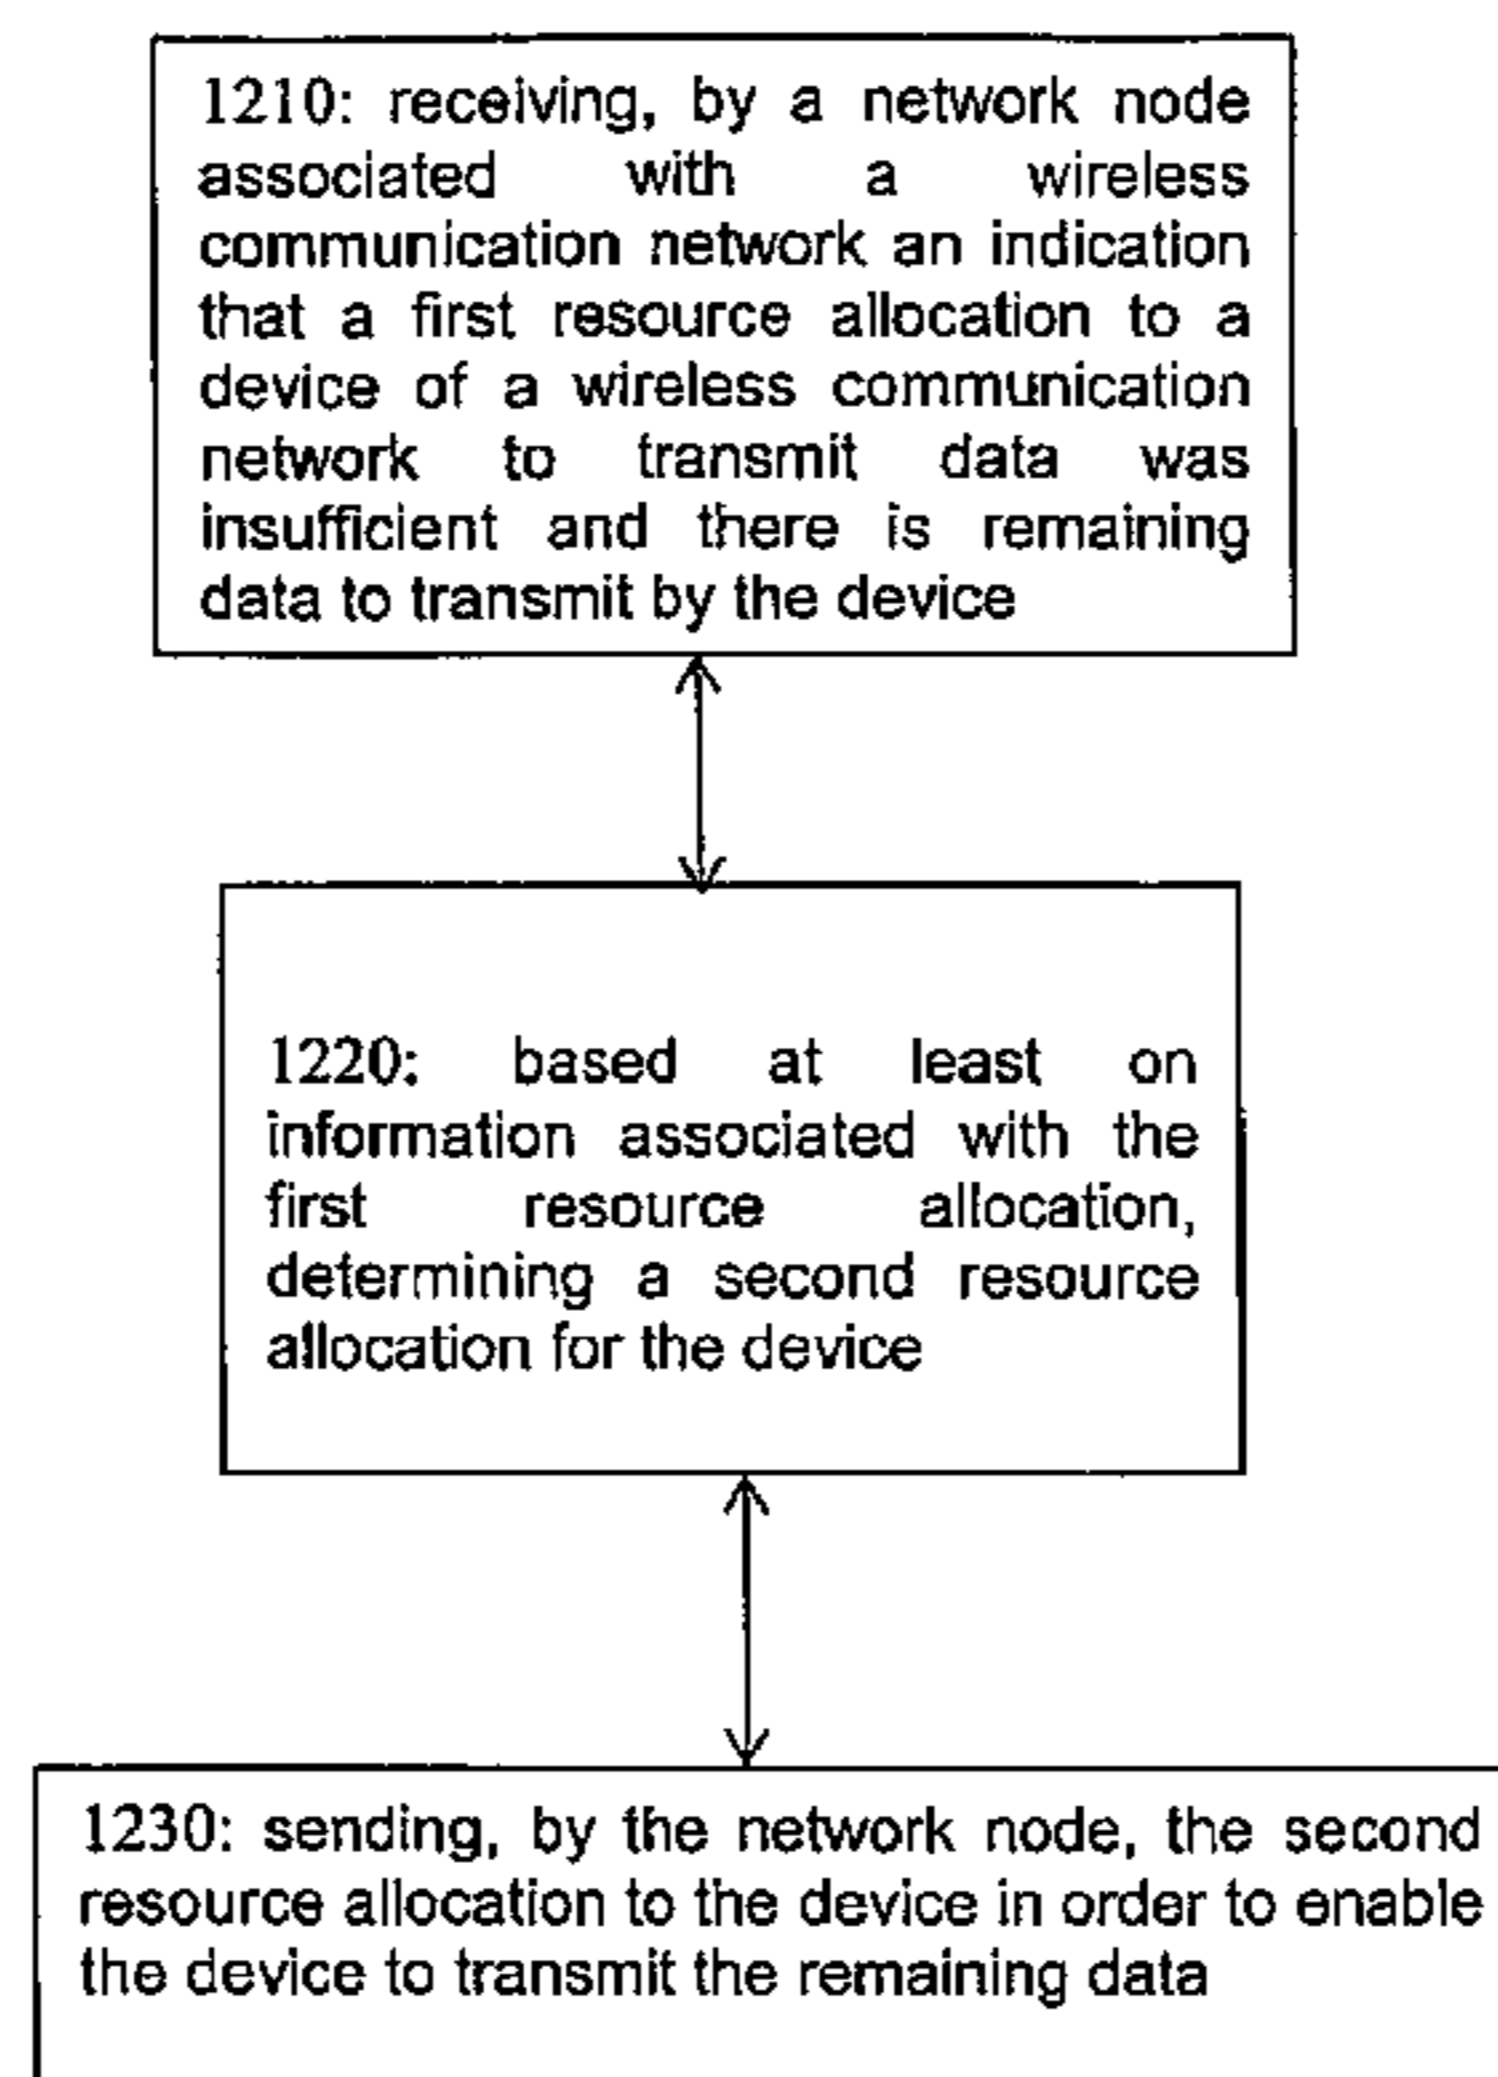 1210: receiving, by a network node
associated with a wireless
communication network an indication
that a first resource allocation to a
device of a wireless communication
network to transmit data was
insufficient and there is remaining
data to transmit by the device
1220: based at least on
information associated with the
first resource allocation,
determining a second resource
allocation for the device
1230: sending, by the network node, the second
resource allocation to the device in order to enable
the device to transmit the remaining data